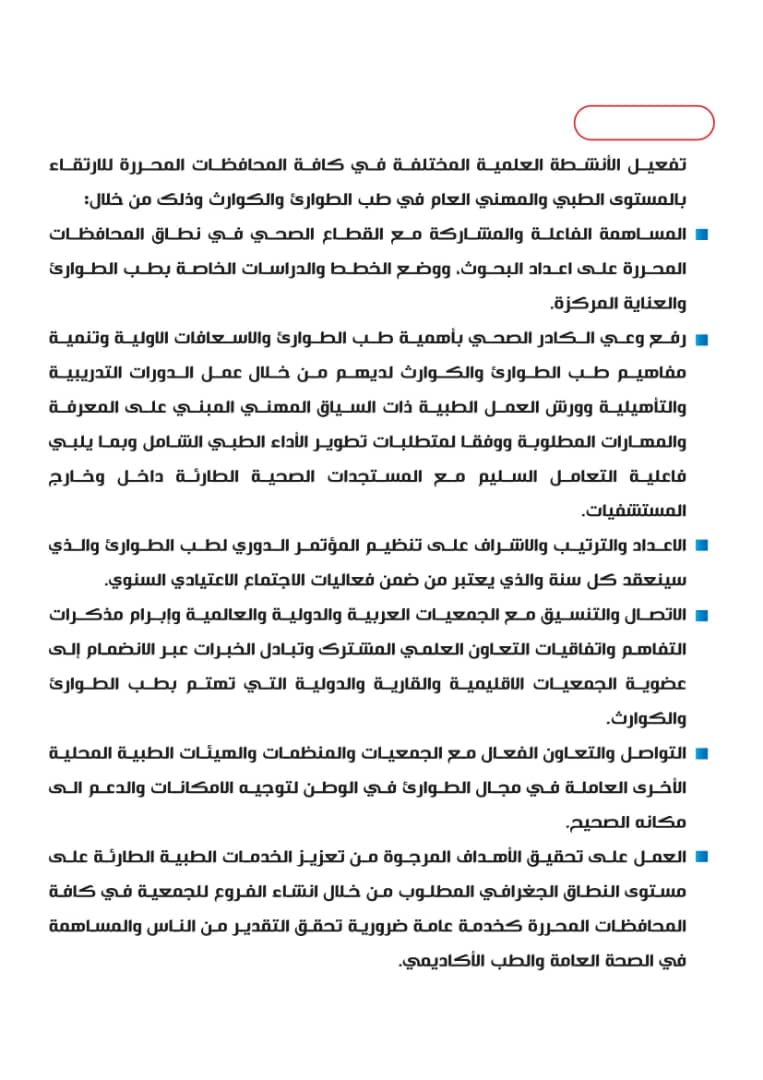 تفعيل الأنشطة العلمية المختلفة في كافة المحافظات المحررة للارتقاء
بالمستوى الطبي والمهني العام في طب الطوارئ والكوارث وذلك من خلال:
المساهمة الفاعلة والمشاركة مع القطاع الصحي في نطاق المحافظات
المحررة على اعداد البحوث، ووضع الخطط والدراسات الخاصة بطب الطوارئ
والعناية المركزة.
رفع وعي الكادر الصحي بأهمية طب الطوارئ والاسعافات الاولية وتنمية
مفاهيم طب الطوارئ والكوارث لديهم من خلال عمل الدورات التدريبية
والتأهيلية وورش العمل الطبية ذات السياق المهني المبني على المعرفة
والمهارات المطلوبة ووفقا لمتطلبات تطوير الأداء الطبي الشامل وبما يلبي
فاعلية التعامل السليم مع المستجدات الصحية الطارئة داخل وخارج
المستشفيات.
الاعداد والترتيب والاشراف على تنظيم المؤتمر الدوري لطب الطوارئ والذي
سينعقد كل سنة والذي يعتبر من ضمن فعاليات الاجتماع الاعتيادي السنوي.
الاتصال والتنسيق مع الجمعيات العربية والدولية والعالمية وإبرام مذكرات
التفاهم واتفاقيات التعاون العلمي المشترك وتبادل الخبرات عبر الانضمام إلى
عضوية الجمعيات الاقليمية والقارية والدولية التي تهتم بطب الطوارئ
والكوارث.
التواصل والتعاون الفعال مع الجمعيات والمنظمات والهيئات الطبية المحلية
الأخرى العاملة في مجال الطوارئ في الوطن لتوجيه الامكانات والدعم الى
مكانه الصحيح.
العمل على تحقيق الأهداف المرجوة من تعزيز الخدمات الطبية الطارئة على
مستوى النطاق الجغرافي المطلوب من خلال انشاء الفروع للجمعية في كافة
المحافظات المحررة كخدمة عامة ضرورية تحقق التقدير من الناس والمساهمة
في الصحة العامة والطب الأكاديمي.